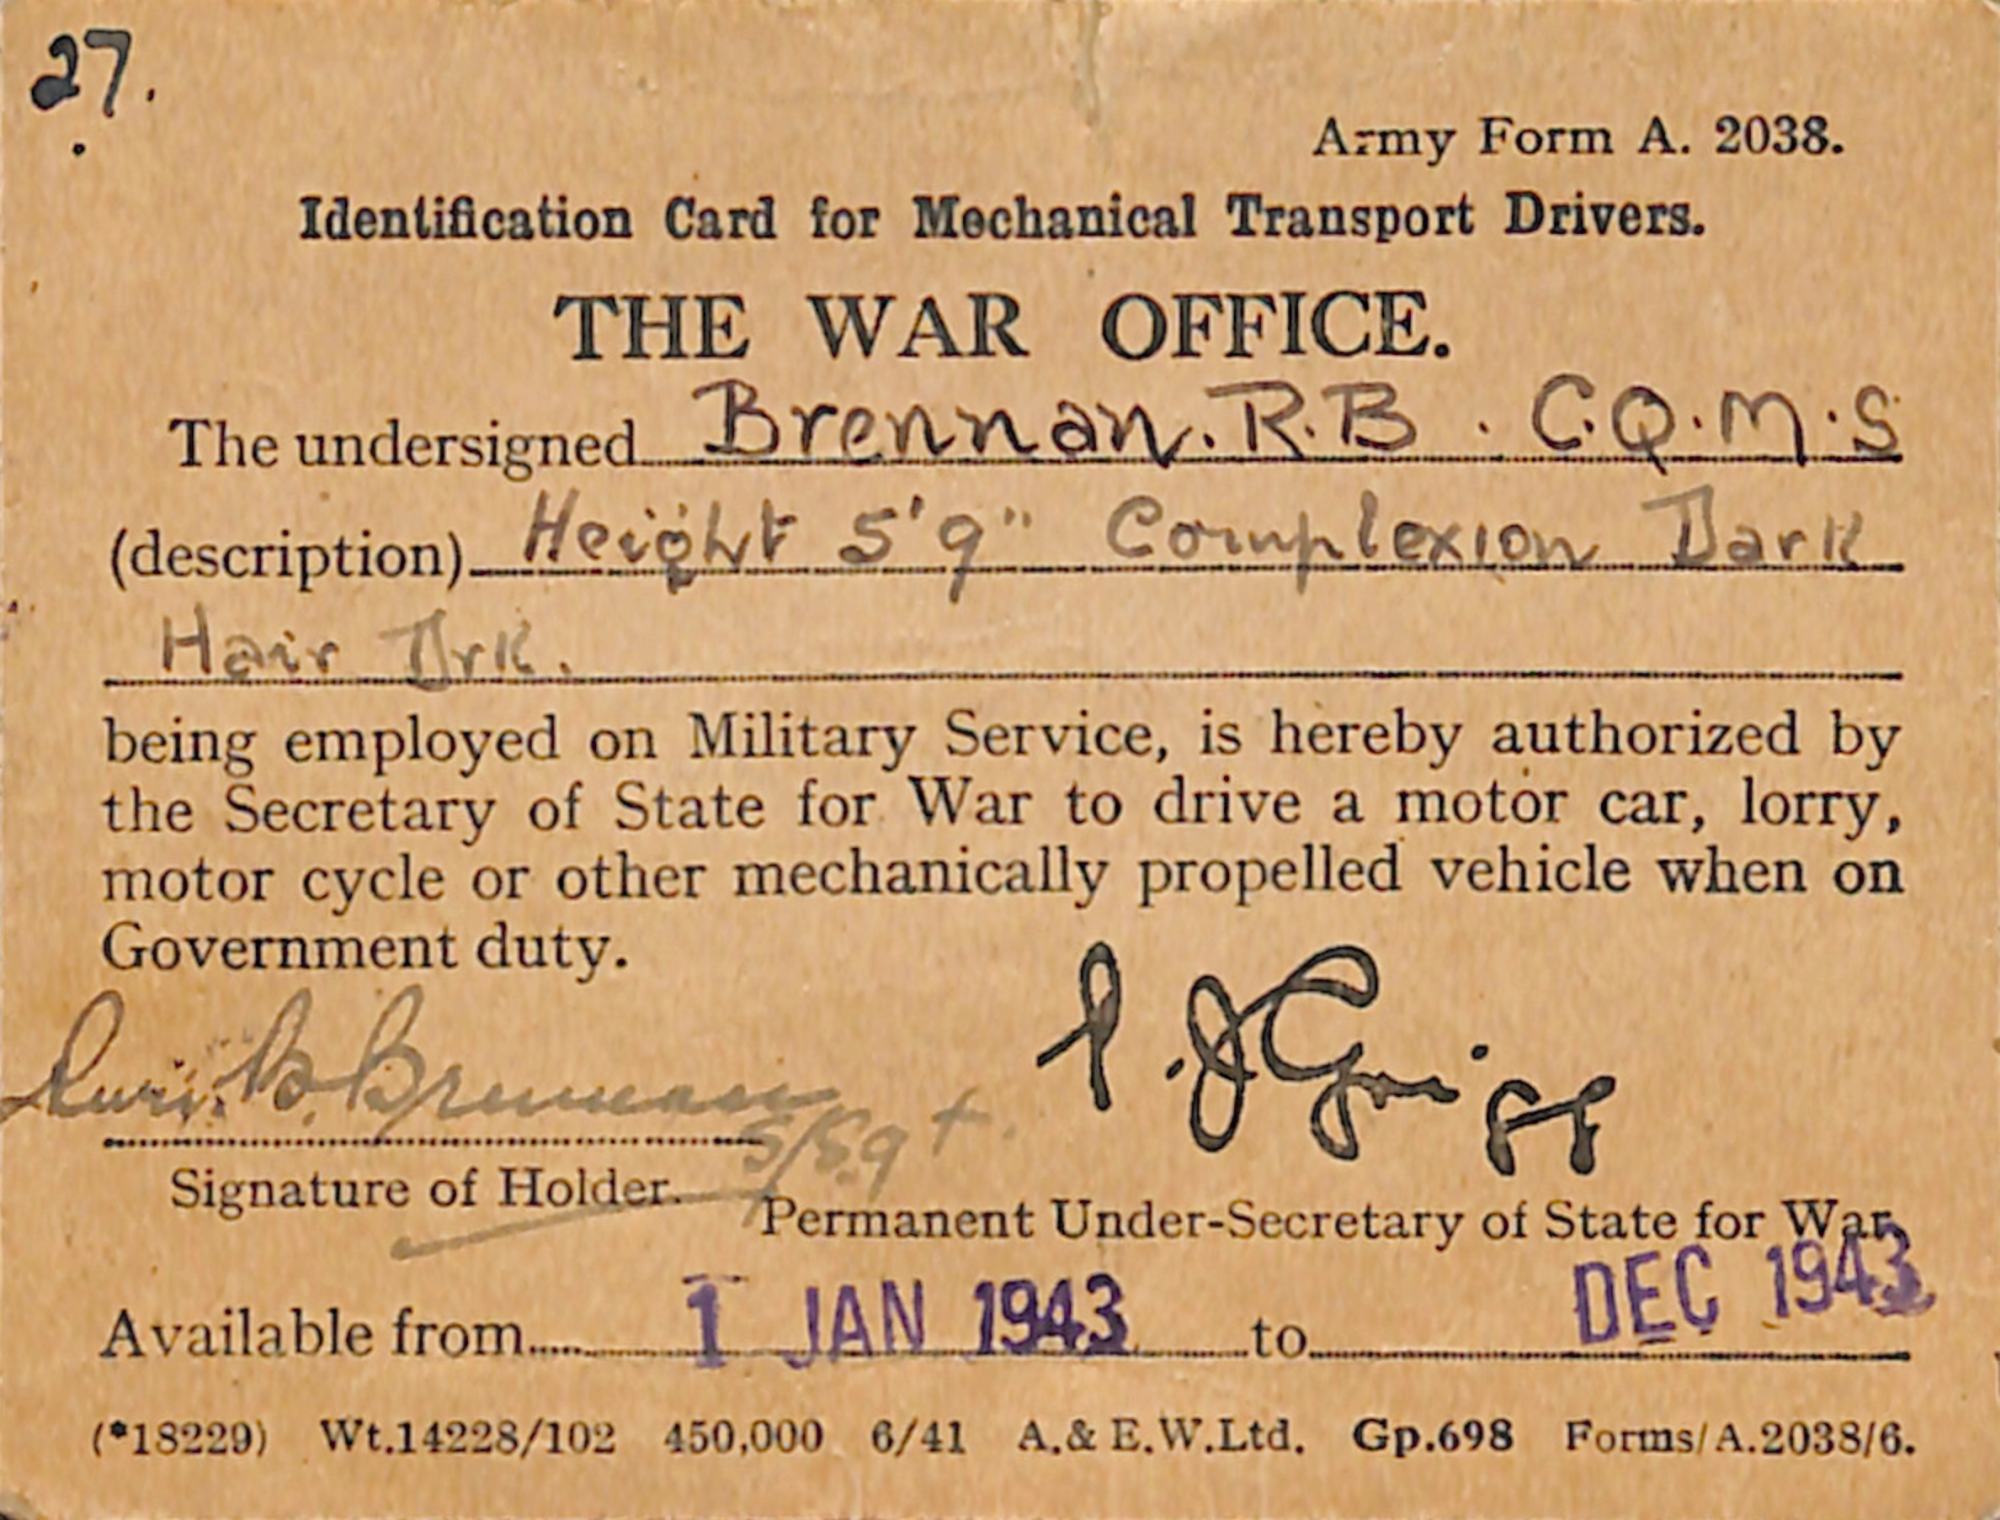 27.
Army Form A. 2038.
Identification Card for Mechanical Transport Drivers.
THE WAR OFFICE.
The undersigned Brennan. R.B. C.Q.M.S
(description) Height 5'9" Complexion Dark
Hair Drk.
being employed on Military Service, is hereby authorized by
the Secretary of State for War to drive a motor car, lorry,
motor cycle or other mechanically propelled vehicle when on
Government duty.
B. Brennan S/Sgt.
P. J. Grigg
Signature of Holder.
Permanent Under-Secretary of State for War.
Available from 1 JAN 1943 to DEC 1943
(*18229) Wt.14228/102 450,000 6/41 A.& E.W.Ltd. Gp.698 Forms/A.2038/6.